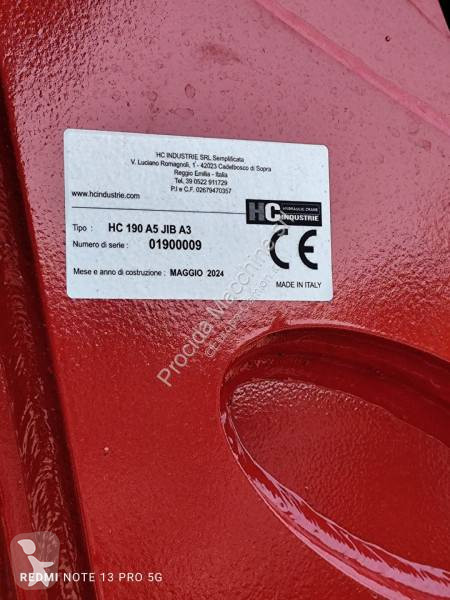 HC INDUSTRIE SRL Semplificata
V. Luciano Romagnoli, 1 - 42023 Cadelbosco di Sopra
Reggio Emilia - Italia
Tel. 39 0522 911729
P.I e C.F. 02679470357
www.hcindustrie.com
HC HYDRAULIC CRANE
INDUSTRIE
Tipo : HC 190 A5 JIB A3
Numero di serie : 01900009
CE
Mese e anno di costruzione : MAGGIO 2024
MADE IN ITALY
Procida Macchine
REDMI NOTE 13 PRO 5G